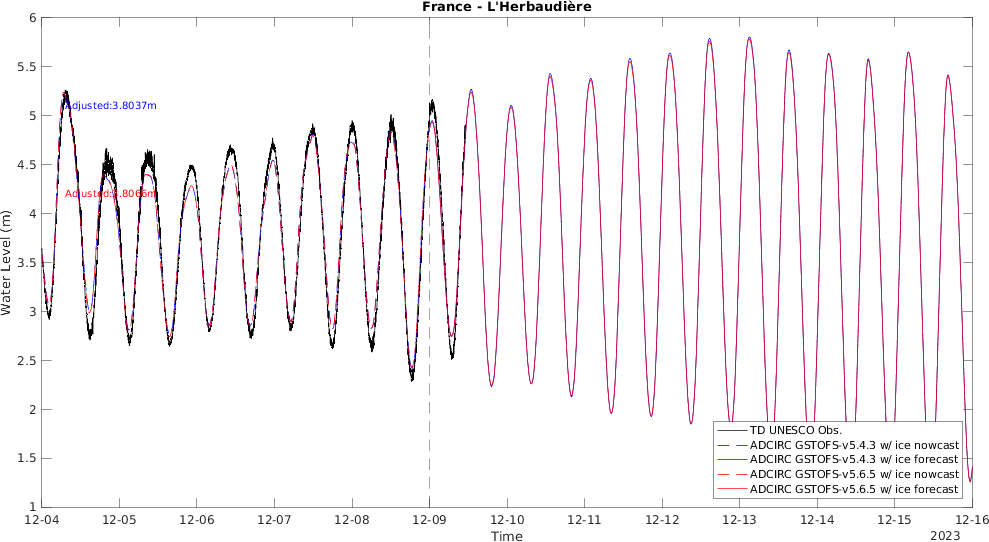 France - L'Herbaudière
6
5.5
5
4.5
4
3.5
3
2.5
2
1.5
1
Water Level (m)
Adjusted:3.8037m
Adjusted:3.8066m
TD UNESCO Obs.
ADCIRC GSTOFS-v5.4.3 w/ ice nowcast
ADCIRC GSTOFS-v5.4.3 w/ ice forecast
ADCIRC GSTOFS-v5.6.5 w/ ice nowcast
ADCIRC GSTOFS-v5.6.5 w/ ice forecast
12-04 12-05 12-06 12-07 12-08 12-09 12-10 12-11 12-12 12-13 12-14 12-15 12-16
Time
2023